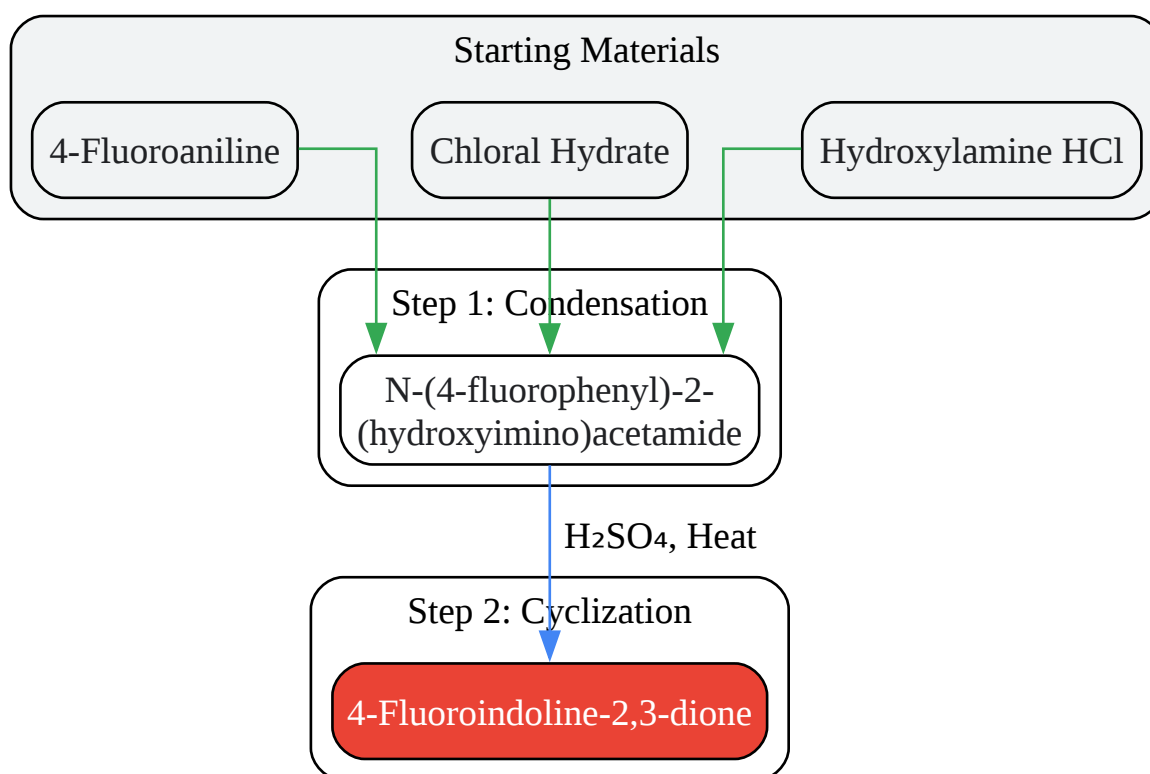 Starting Materials
4-Fluoroaniline
Chloral Hydrate
Hydroxylamine HCl
Step 1: Condensation
N-(4-fluorophenyl)-2-
(hydroxyimino)acetamide
H₂SO₄, Heat
Step 2: Cyclization
4-Fluoroindoline-2,3-dione